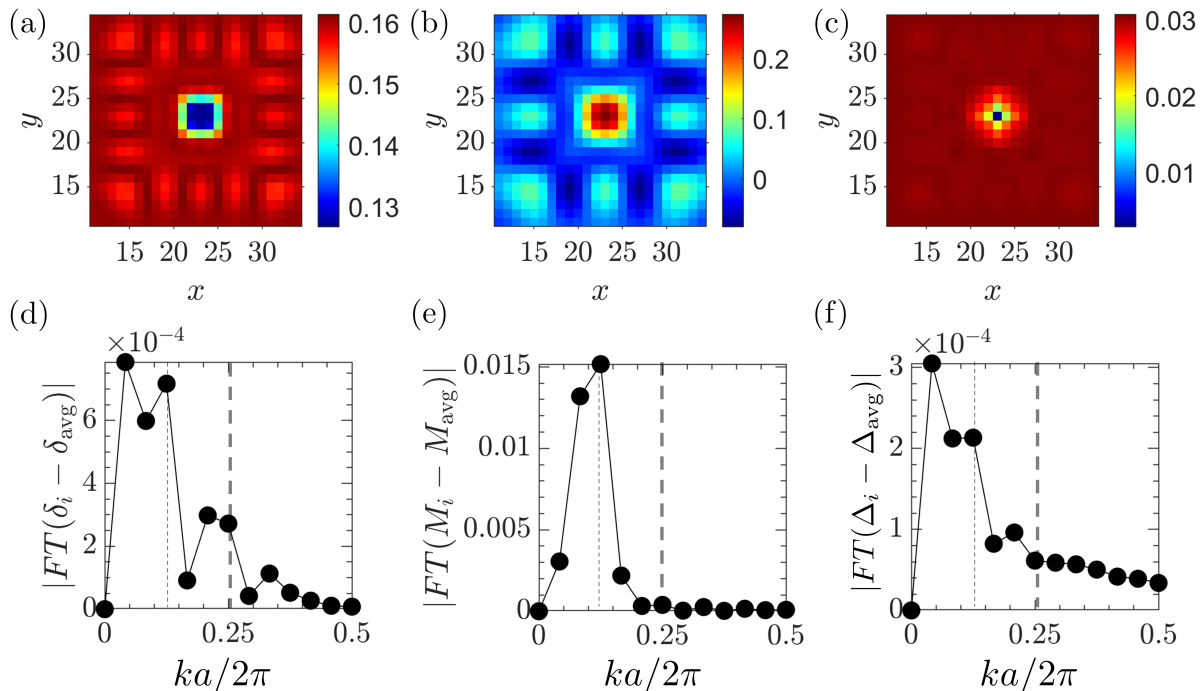 (a)
30
25
20
15
y
15 20 25 30
x
0.16
0.15
0.14
0.13
(b)
30
25
20
15
y
15 20 25 30
x
0.2
0.1
0
(c)
30
25
20
15
y
15 20 25 30
x
0.03
0.02
0.01
(d)
×10⁻⁴
6
4
2
0
|FT(δᵢ − δ_avg)|
0 0.25 0.5
ka/2π
(e)
0.015
0.01
0.005
0
|FT(Mᵢ − M_avg)|
0 0.25 0.5
ka/2π
(f)
×10⁻⁴
3
2
1
0
|FT(Δᵢ − Δ_avg)|
0 0.25 0.5
ka/2π